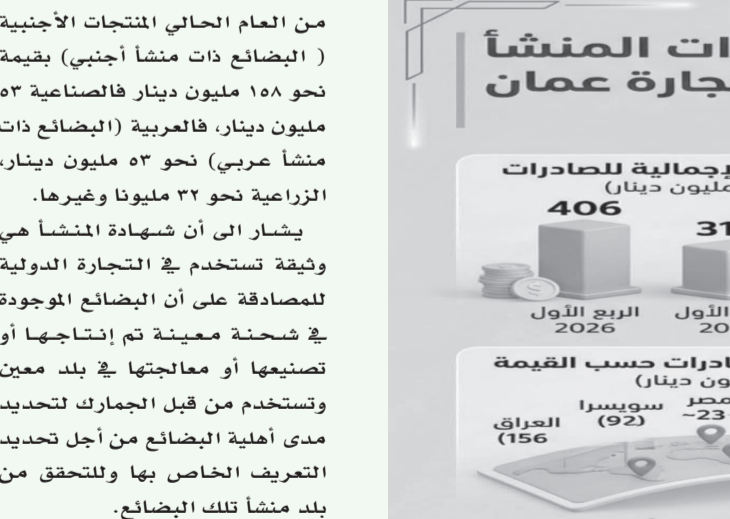 من العام الحالي المنتجات الأجنبية
( البضائع ذات منشأ أجنبي) بقيمة
نحو ١٥٨ مليون دينار فالصناعية ٥٣
مليون دينار، فالعربية (البضائع ذات
منشأ عربي) نحو ٥٣ مليون دينار،
الزراعية نحو ٣٢ مليونا وغيرها.
يشار الى أن شهادة المنشأ هي
وثيقة تستخدم في التجارة الدولية
للمصادقة على أن البضائع الموجودة
في شحنة معينة تم إنتاجها أو
تصنيعها أو معالجتها في بلد معين
وتستخدم من قبل الجمارك لتحديد
مدى أهلية البضائع من أجل تحديد
التعريف الخاص بها وللتحقق من
بلد منشأ تلك البضائع.
ات المنشأ
جارة عمان
لإجمالية للصادرات
مليون دينار)
406
31
الربع الأول
2026
الأول
20
ادرات حسب القيمة
ون دينار)
العراق
(156
سويسرا
(92)
مصر
~23